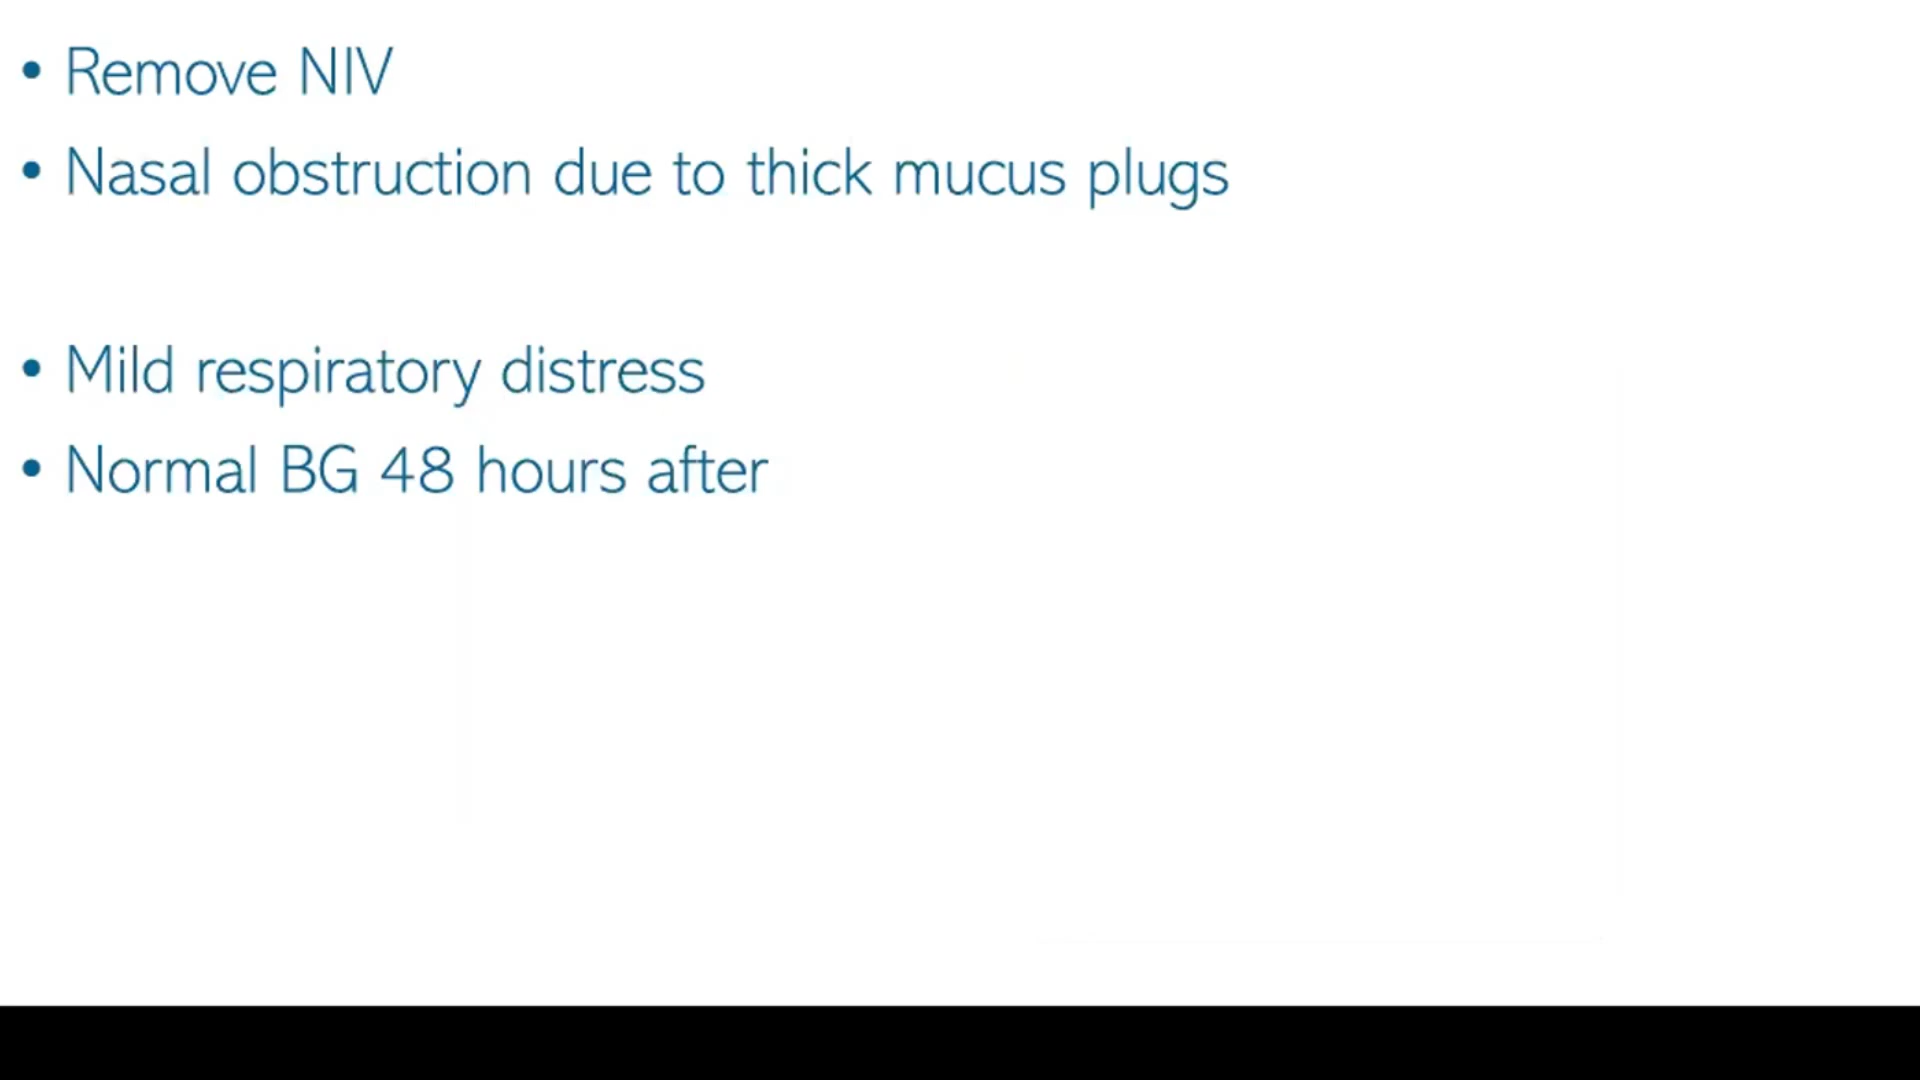 • Remove NIV
• Nasal obstruction due to thick mucus plugs
• Mild respiratory distress
• Normal BG 48 hours after